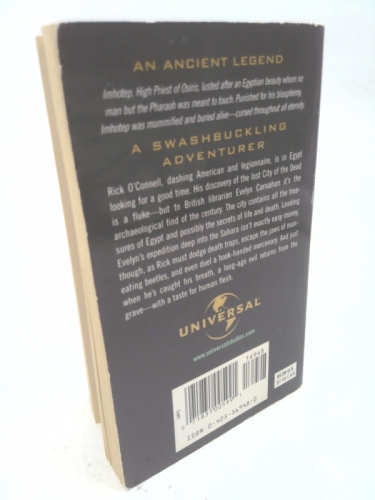 AN ANCIENT LEGEND
Imhotep, High Priest of Osiris, lusted after an Egyptian beauty whom no
man but the Pharaoh was meant to touch. Punished for his blasphemy,
Imhotep was mummified and buried alive—cursed throughout all eternity.
A SWASHBUCKLING
ADVENTURER
Rick O'Connell, dashing American and legionnaire, is in Egypt
looking for a good time. His discovery of the lost City of the Dead
is a fluke—but to British librarian Evelyn Carnahan it's the
archaeological find of the century. The city contains all the trea-
sures of Egypt and possibly the secrets of life and death. Leading
Evelyn's expedition deep into the Sahara isn't exactly easy money,
though, as Rick must dodge death traps, escape the jaws of man-
eating beetles, and even duel a hook-handed mercenary. And just
when he's caught his breath, a long-ago evil returns from the
grave—with a taste for human flesh.
UNIVERSAL
www.universalstudios.com
16948
ISBN 0-425-16948-0